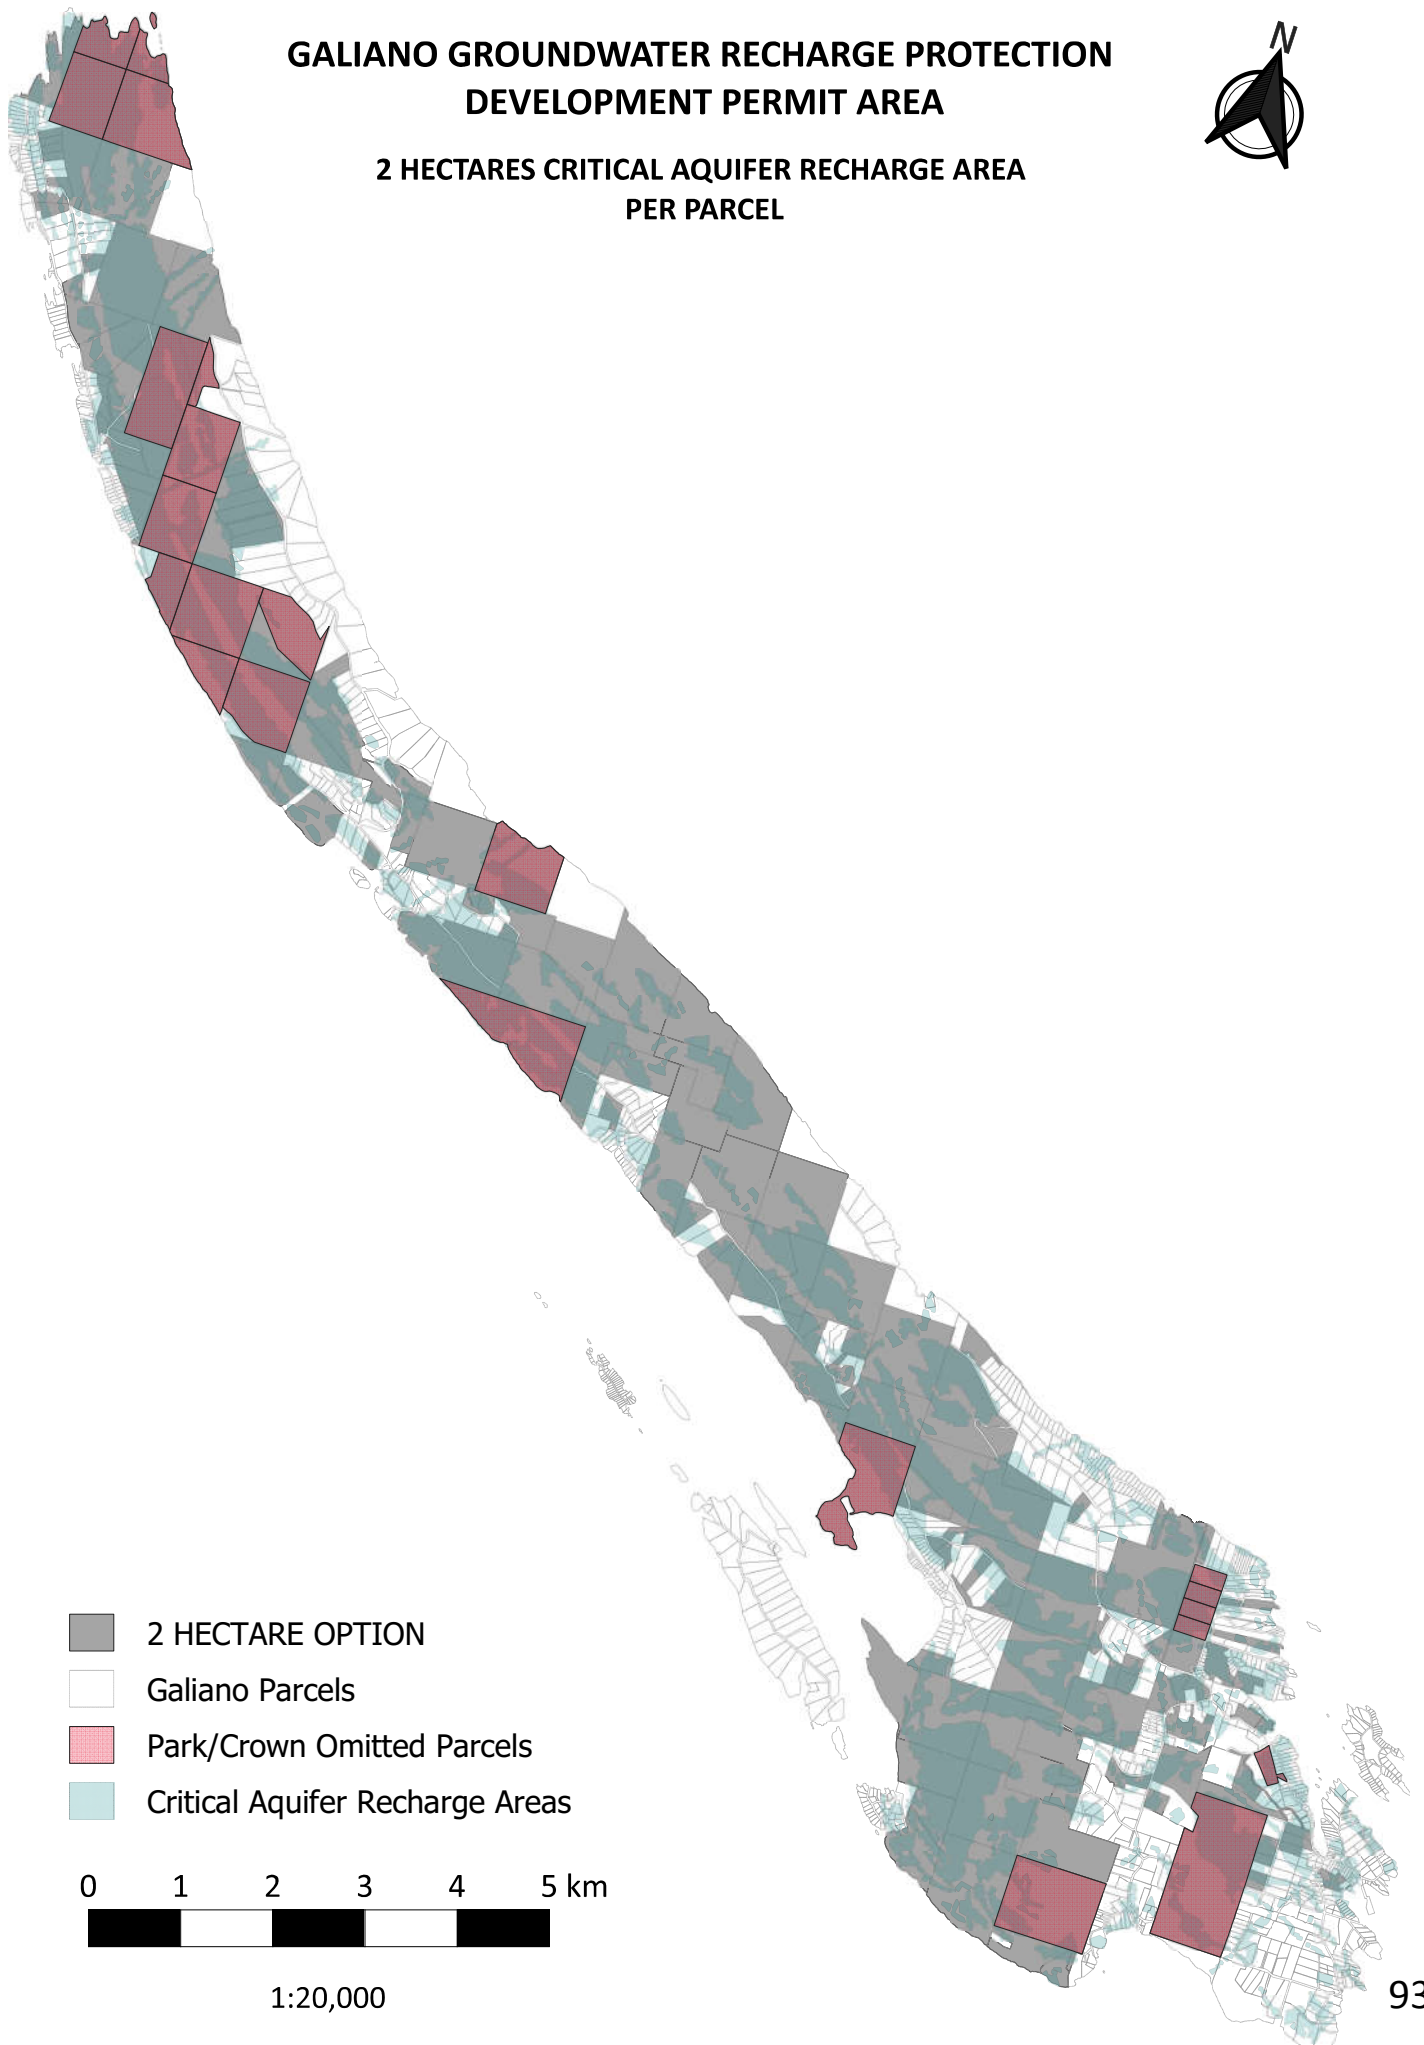 GALIANO GROUNDWATER RECHARGE PROTECTION
DEVELOPMENT PERMIT AREA
2 HECTARES CRITICAL AQUIFER RECHARGE AREA
PER PARCEL
N
2 HECTARE OPTION
Galiano Parcels
Park/Crown Omitted Parcels
Critical Aquifer Recharge Areas
0 1 2 3 4 5 km
1:20,000
93